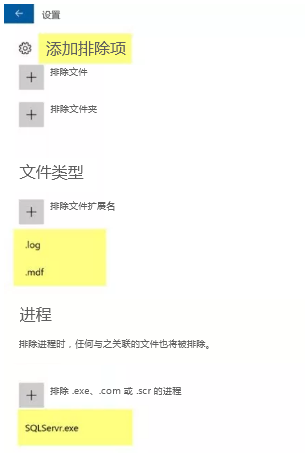 设置
添加排除项
排除文件
排除文件夹
文件类型
排除文件扩展名
.log
.mdf
进程
排除进程时，任何与之关联的文件也将被排除。
排除 .exe、.com 或 .scr 的进程
SQLServr.exe